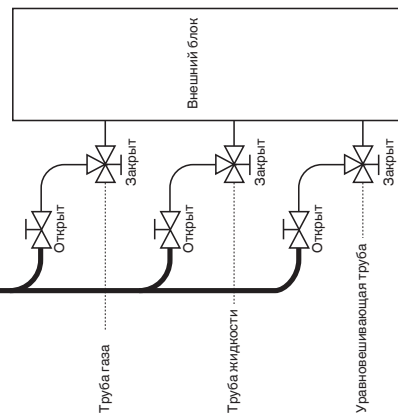 Внешний блок
Открыт
Закрыт
Открыт
Закрыт
Открыт
Закрыт
Труба газа
Труба жидкости
Уравновешивающая труба